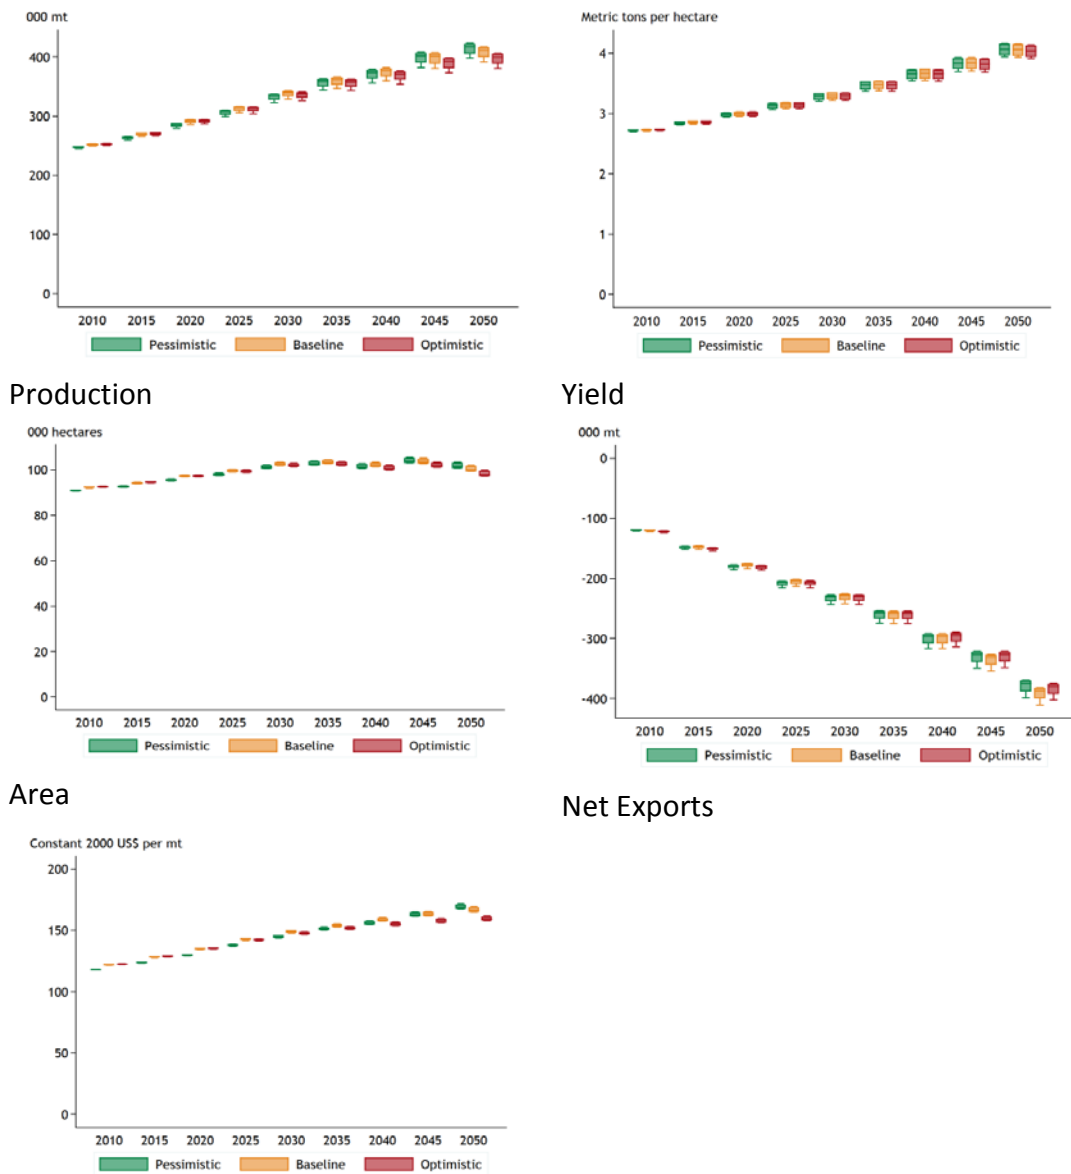 000 mt
400
300
200
100
0
2010 2015 2020 2025 2030 2035 2040 2045 2050
Pessimistic Baseline Optimistic
Production
Metric tons per hectare
4
3
2
1
0
2010 2015 2020 2025 2030 2035 2040 2045 2050
Pessimistic Baseline Optimistic
Yield
000 hectares
100
80
60
40
20
0
2010 2015 2020 2025 2030 2035 2040 2045 2050
Pessimistic Baseline Optimistic
Area
000 mt
0
-100
-200
-300
-400
2010 2015 2020 2025 2030 2035 2040 2045 2050
Pessimistic Baseline Optimistic
Net Exports
Constant 2000 US$ per mt
200
150
100
50
0
2010 2015 2020 2025 2030 2035 2040 2045 2050
Pessimistic Baseline Optimistic